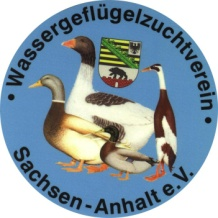 • Wassergeflügelzuchtverein •
Sachsen-Anhalt e.V.